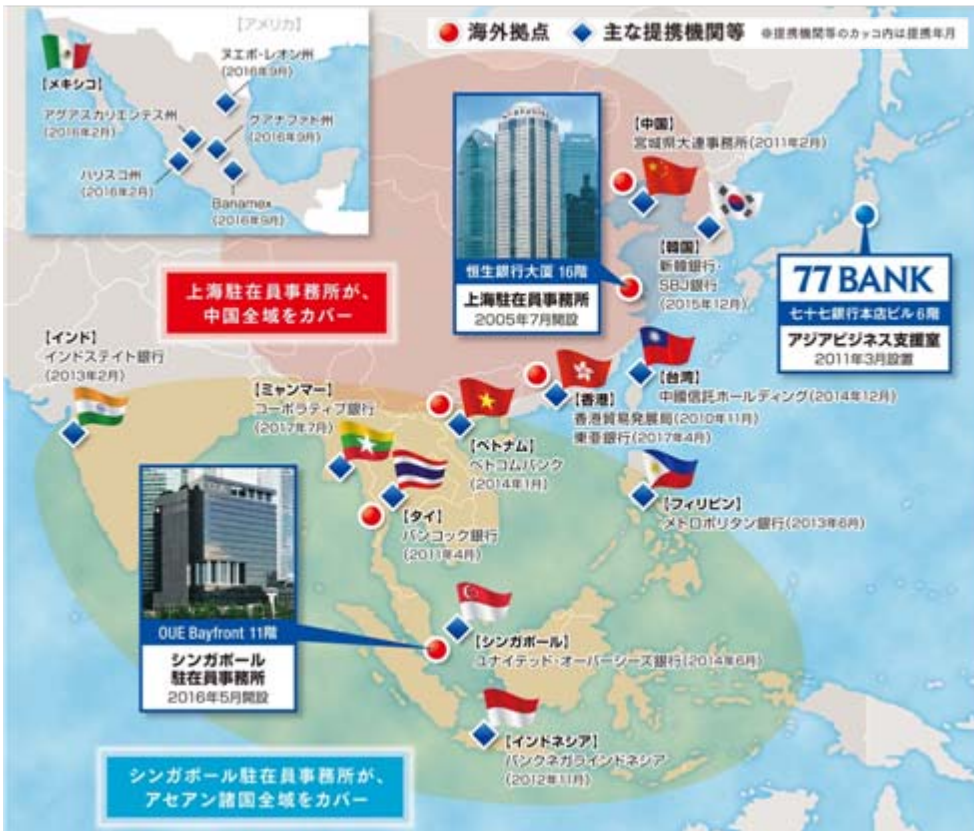 [アメリカ]
● 海外拠点 ◆ 主な提携機関等 ※提携機関等のカッコ内は提携年月
【メキシコ】
ヌエボ・レオン州
(2016年9月)
アグアスカリエンテス州
(2016年2月)
グアナファト州
(2016年9月)
ハリスコ州
(2016年2月)
Banamex
(2016年9月)
恒生銀行大厦 16階
上海駐在員事務所
2005年7月開設
【中国】
宮城県大連事務所(2011年2月)
【韓国】
新韓銀行・
SBJ銀行
(2015年12月)
77 BANK
七十七銀行本店ビル 6階
アジアビジネス支援室
2011年3月設置
上海駐在員事務所が、
中国全域をカバー
【インド】
インドステイト銀行
(2013年2月)
【ミャンマー】
コーポラティブ銀行
(2017年7月)
【ベトナム】
ベトコムバンク
(2014年1月)
【香港】
香港貿易発展局(2010年11月)
東亜銀行(2017年4月)
【台湾】
中國信託ホールディング(2014年12月)
【タイ】
バンコック銀行
(2011年4月)
【フィリピン】
メトロポリタン銀行(2013年6月)
OUE Bayfront 11階
シンガポール
駐在員事務所
2016年5月開設
【シンガポール】
ユナイテッド・オーバーシーズ銀行(2014年6月)
【インドネシア】
バンクネガラインドネシア
(2012年11月)
シンガポール駐在員事務所が、
アセアン諸国全域をカバー